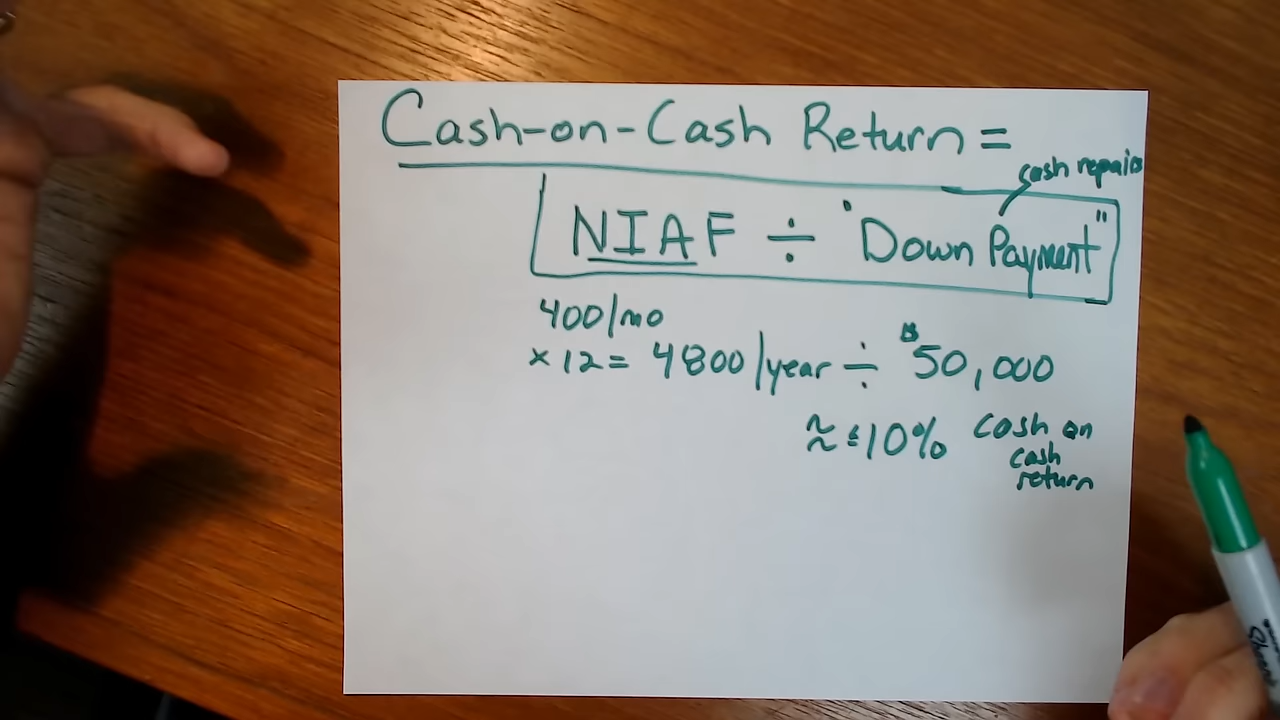 Cash-on-Cash Return =
cash repairs
NIAF ÷ "Down Payment"
400/mo
x 12 = 4800/year ÷ $50,000
≈ ≤10% cash on
cash
return